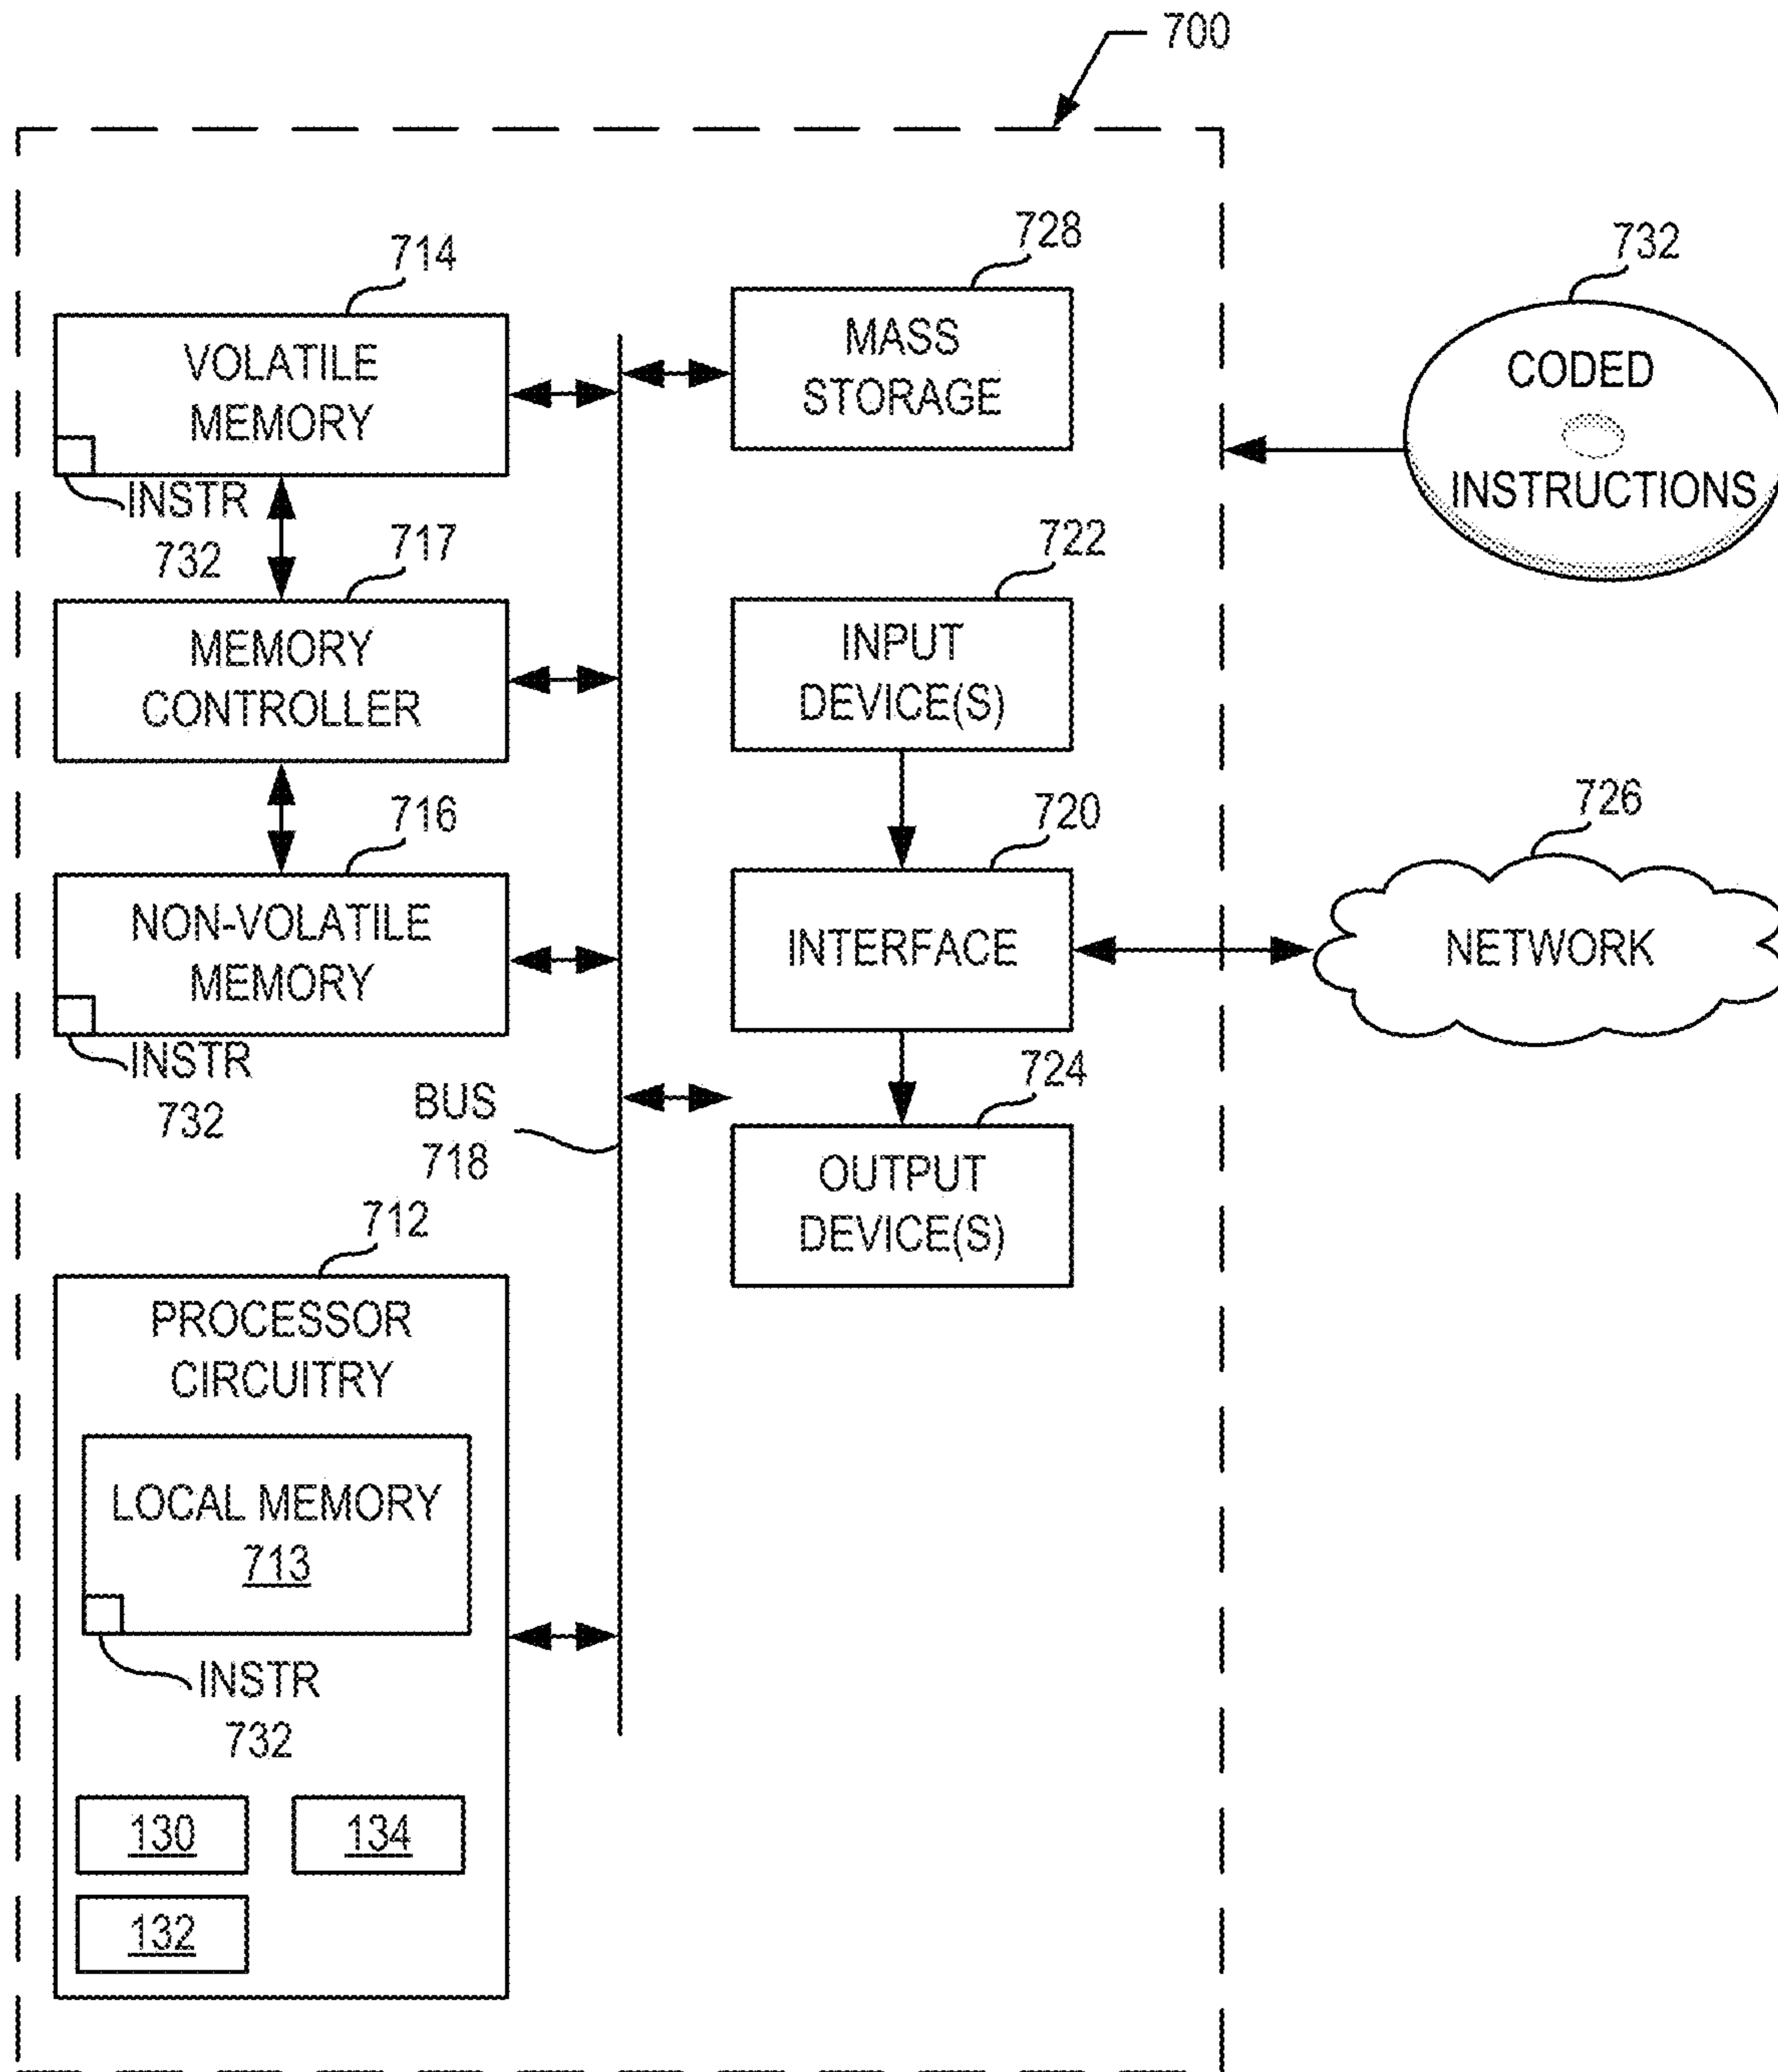 700
714
VOLATILE
MEMORY
INSTR
732
717
MEMORY
CONTROLLER
716
NON-VOLATILE
MEMORY
INSTR
732
BUS
718
712
PROCESSOR
CIRCUITRY
LOCAL MEMORY
713
INSTR
732
130
134
132
728
MASS
STORAGE
722
INPUT
DEVICE(S)
720
INTERFACE
724
OUTPUT
DEVICE(S)
732
CODED
INSTRUCTIONS
726
NETWORK